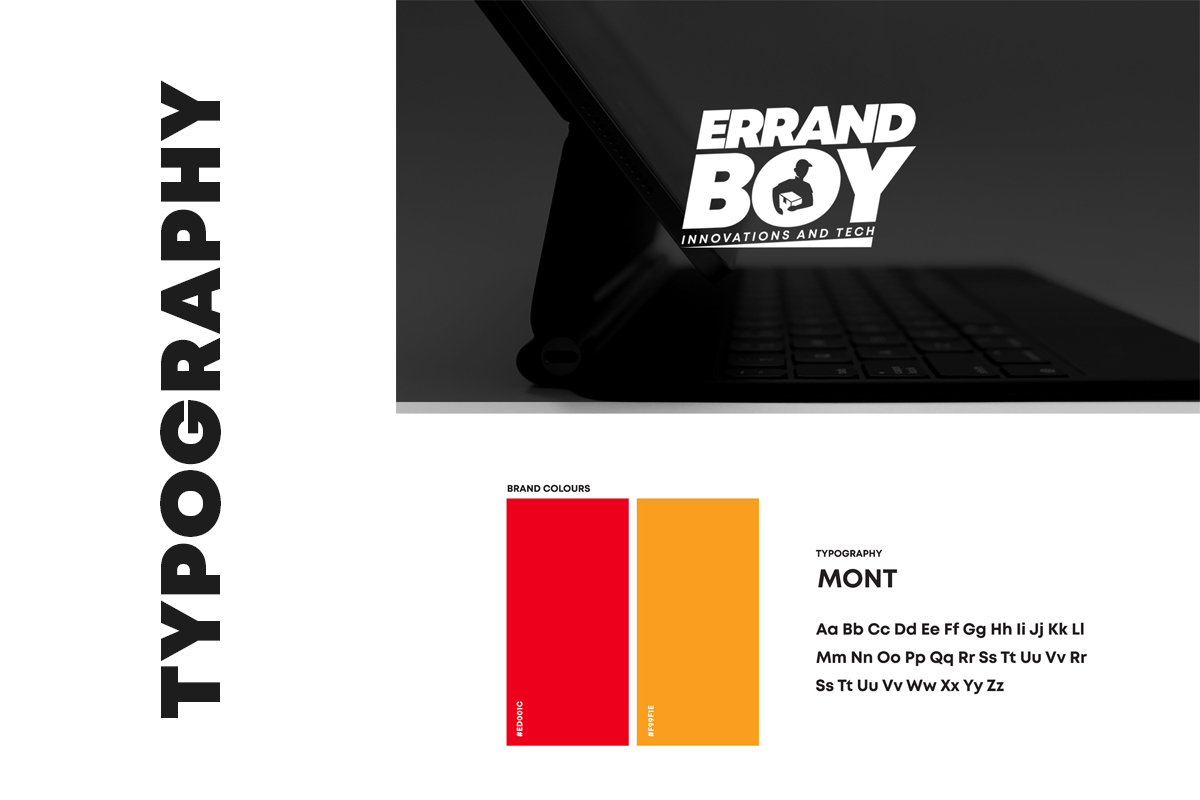 TYPOGRAPHY
ERRAND
BOY
INNOVATIONS AND TECH
BRAND COLOURS
#ED001C
#F99F1E
TYPOGRAPHY
MONT
Aa Bb Cc Dd Ee Ff Gg Hh Ii Jj Kk Ll
Mm Nn Oo Pp Qq Rr Ss Tt Uu Vv Rr
Ss Tt Uu Vv Ww Xx Yy Zz